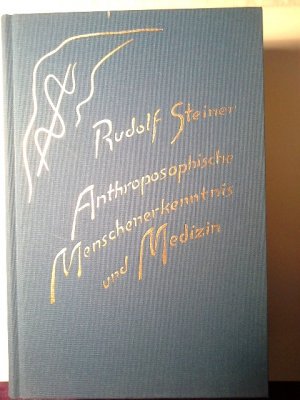 Rudolf Steiner
Anthroposophische
Menschenerkenntnis
und Medizin